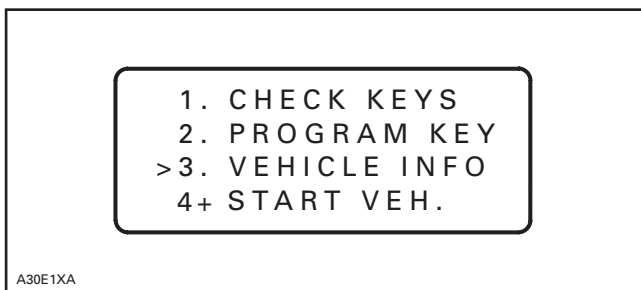 1. CHECK KEYS
2. PROGRAM KEY
>3. VEHICLE INFO
4+ START VEH.
A30E1XA